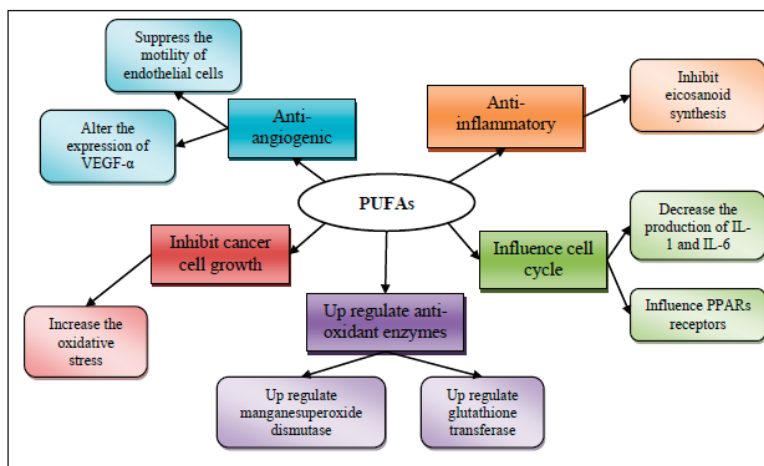 Suppress the
motility of
endothelial cells
Alter the
expression of
VEGF-α
Anti-
angiogenic
Anti-
inflammatory
Inhibit
eicosanoid
synthesis
PUFAs
Inhibit cancer
cell growth
Influence cell
cycle
Decrease the
production of IL-
1 and IL-6
Influence PPARs
receptors
Increase the
oxidative
stress
Up regulate anti-
oxidant enzymes
Up regulate
manganesuperoxide
dismutase
Up regulate
glutathione
transferase